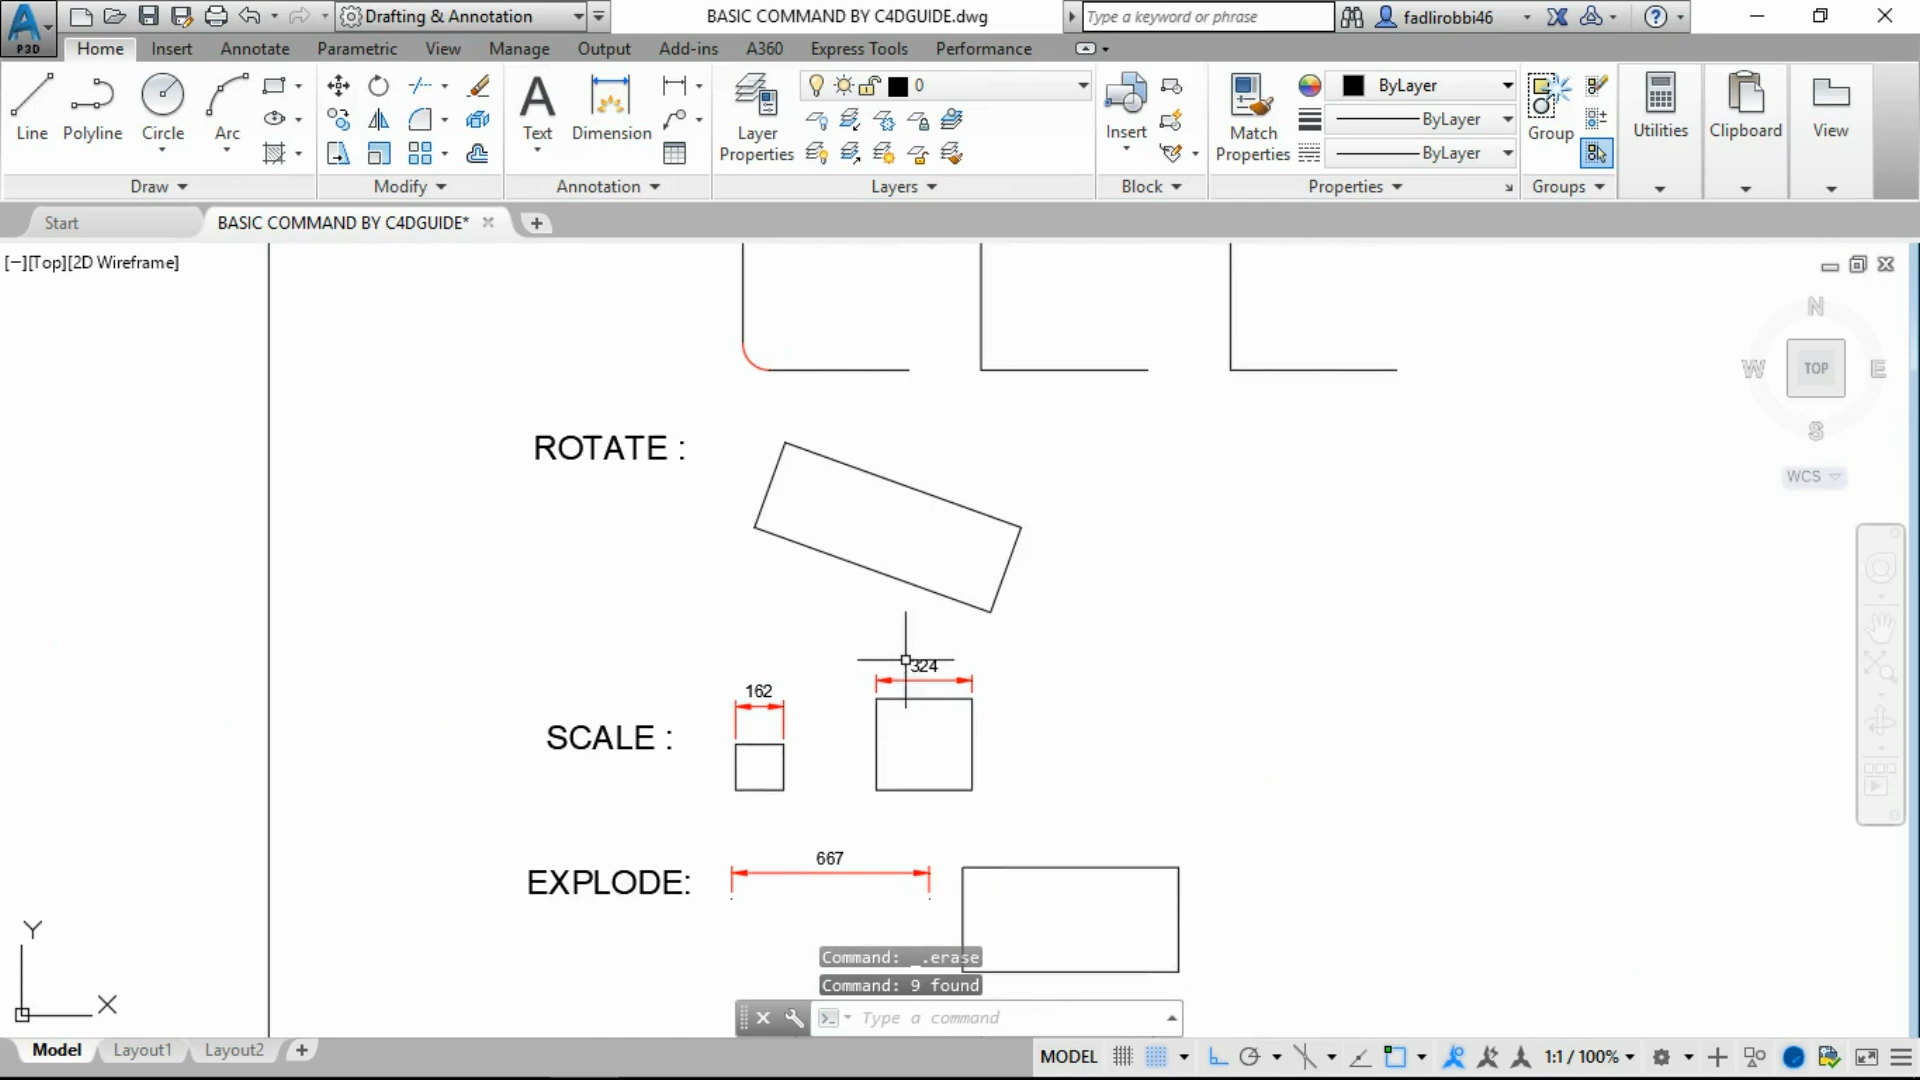 P3D
Drafting & Annotation
BASIC COMMAND BY C4DGUIDE.dwg
Type a keyword or phrase
fadlirobbi46
Home
Insert
Annotate
Parametric
View
Manage
Output
Add-ins
A360
Express Tools
Performance
Line
Polyline
Circle
Arc
Draw
Modify
Text
Dimension
Annotation
Layer Properties
0
Layers
Insert
Block
Match Properties
ByLayer
ByLayer
ByLayer
Properties
Group
Groups
Utilities
Clipboard
View
Start
BASIC COMMAND BY C4DGUIDE*
[−][Top][2D Wireframe]
N
W
TOP
E
S
WCS
ROTATE :
324
162
SCALE :
667
EXPLODE:
Command: _.erase
Command: 9 found
Type a command
Y
X
Model
Layout1
Layout2
MODEL
1:1 / 100%